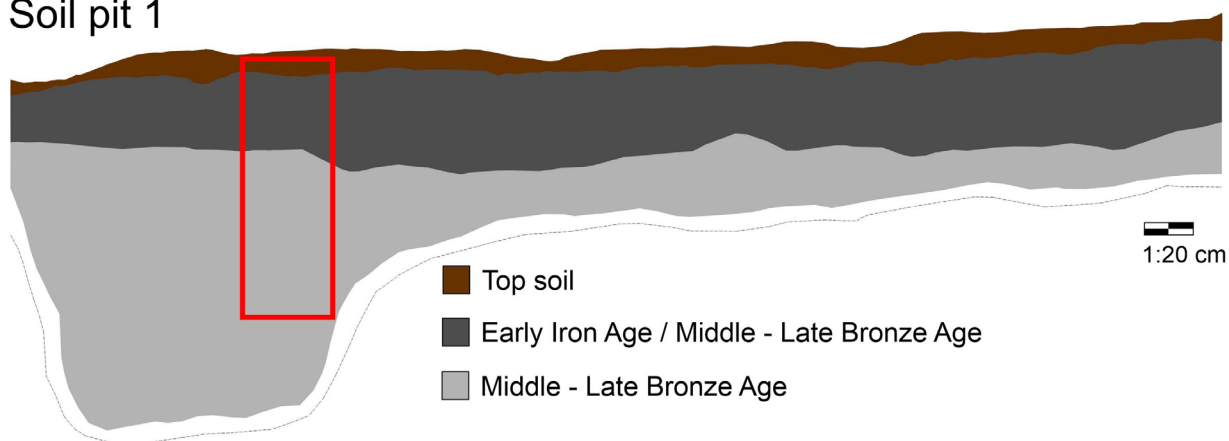 Soil pit 1
1:20 cm
Top soil
Early Iron Age / Middle - Late Bronze Age
Middle - Late Bronze Age